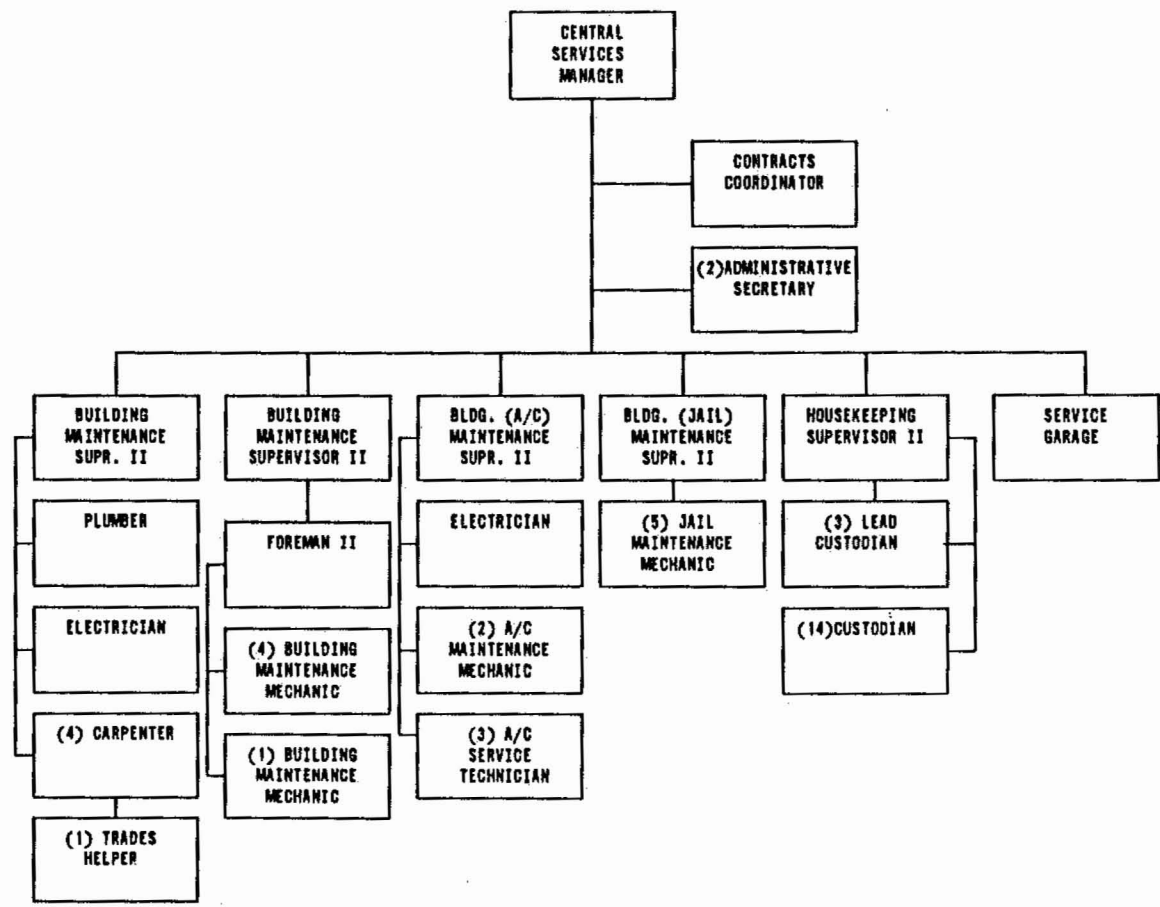 CENTRAL
SERVICES
MANAGER
CONTRACTS
COORDINATOR
(2)ADMINISTRATIVE
SECRETARY
BUILDING
MAINTENANCE
SUPR. II
BUILDING
MAINTENANCE
SUPERVISOR II
BLDG. (A/C)
MAINTENANCE
SUPR. II
BLDG. (JAIL)
MAINTENANCE
SUPR. II
HOUSEKEEPING
SUPERVISOR II
SERVICE
GARAGE
PLUMBER
FOREMAN II
ELECTRICIAN
(5) JAIL
MAINTENANCE
MECHANIC
(3) LEAD
CUSTODIAN
ELECTRICIAN
(4) BUILDING
MAINTENANCE
MECHANIC
(2) A/C
MAINTENANCE
MECHANIC
(14)CUSTODIAN
(4) CARPENTER
(1) BUILDING
MAINTENANCE
MECHANIC
(3) A/C
SERVICE
TECHNICIAN
(1) TRADES
HELPER